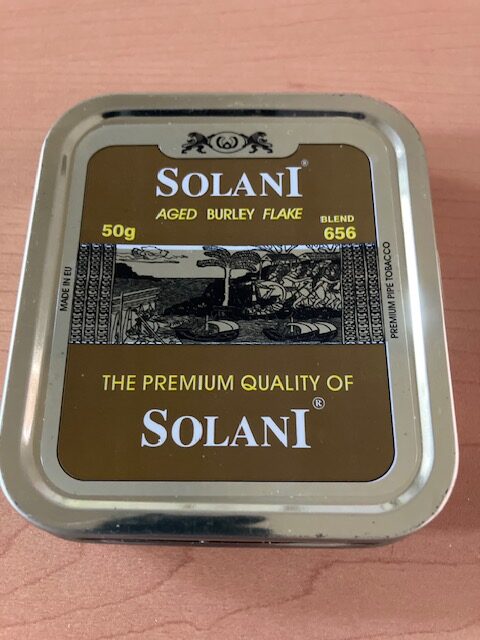 SOLANI®
AGED BURLEY FLAKE
50g
BLEND
656
MADE IN EU
PREMIUM PIPE TOBACCO
THE PREMIUM QUALITY OF
SOLANI®